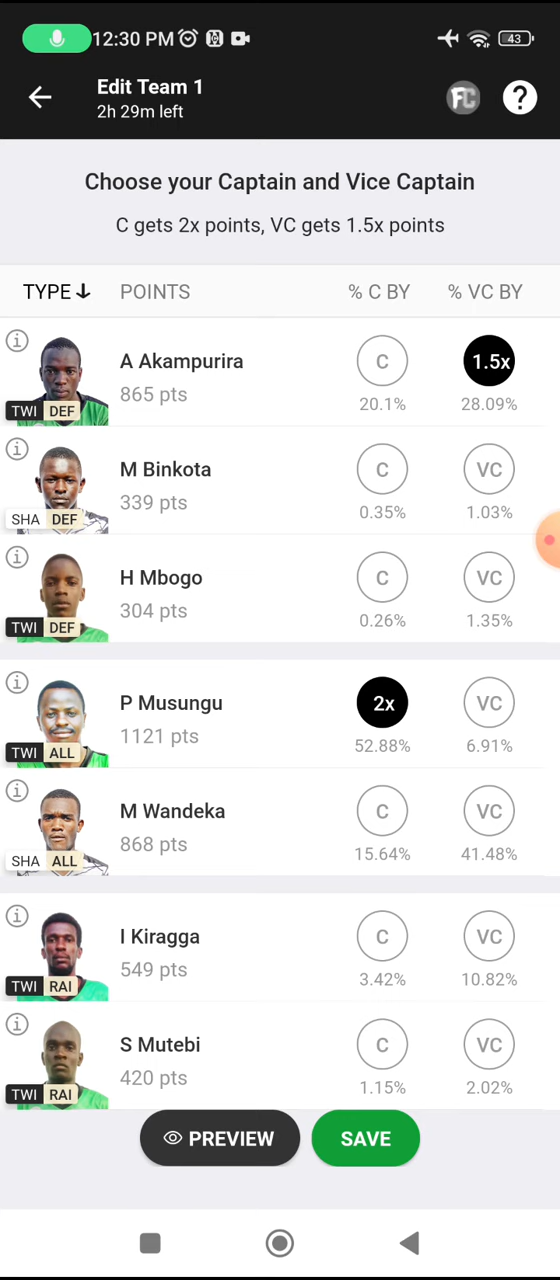 12:30 PM
43
Edit Team 1
2h 29m left
FC
?
Choose your Captain and Vice Captain
C gets 2x points, VC gets 1.5x points
TYPE POINTS % C BY % VC BY
A Akampurira
865 pts
C
1.5x
20.1%
28.09%
TWI DEF
M Binkota
339 pts
C
VC
0.35%
1.03%
SHA DEF
H Mbogo
304 pts
C
VC
0.26%
1.35%
TWI DEF
P Musungu
1121 pts
2x
VC
52.88%
6.91%
TWI ALL
M Wandeka
868 pts
C
VC
15.64%
41.48%
SHA ALL
I Kiragga
549 pts
C
VC
3.42%
10.82%
TWI RAI
S Mutebi
420 pts
C
VC
1.15%
2.02%
TWI RAI
PREVIEW
SAVE